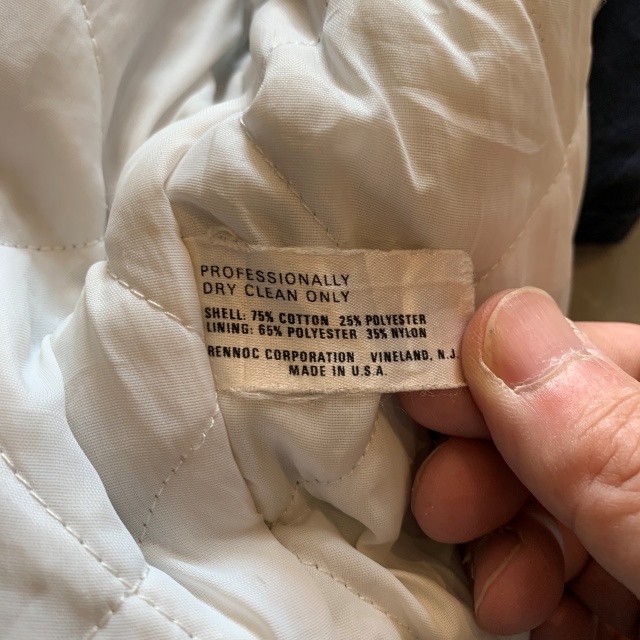 PROFESSIONALLY
DRY CLEAN ONLY
SHELL: 75% COTTON 25% POLYESTER
LINING: 65% POLYESTER 35% NYLON
RENNOC CORPORATION VINELAND, N.J.
MADE IN U.S.A.